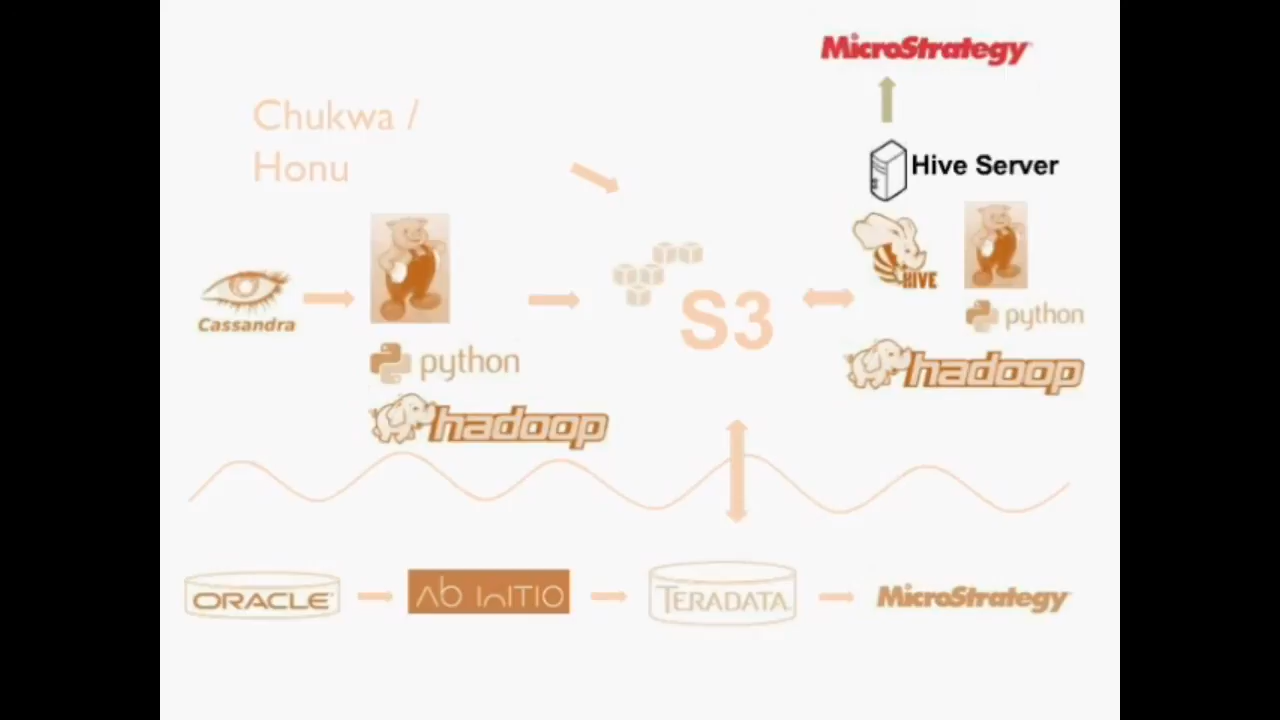 MicroStrategy
Chukwa /
Honu
Hive Server
HIVE
Cassandra
S3
python
python
hadoop
hadoop
ORACLE
Ab INITIO
TERADATA
MicroStrategy